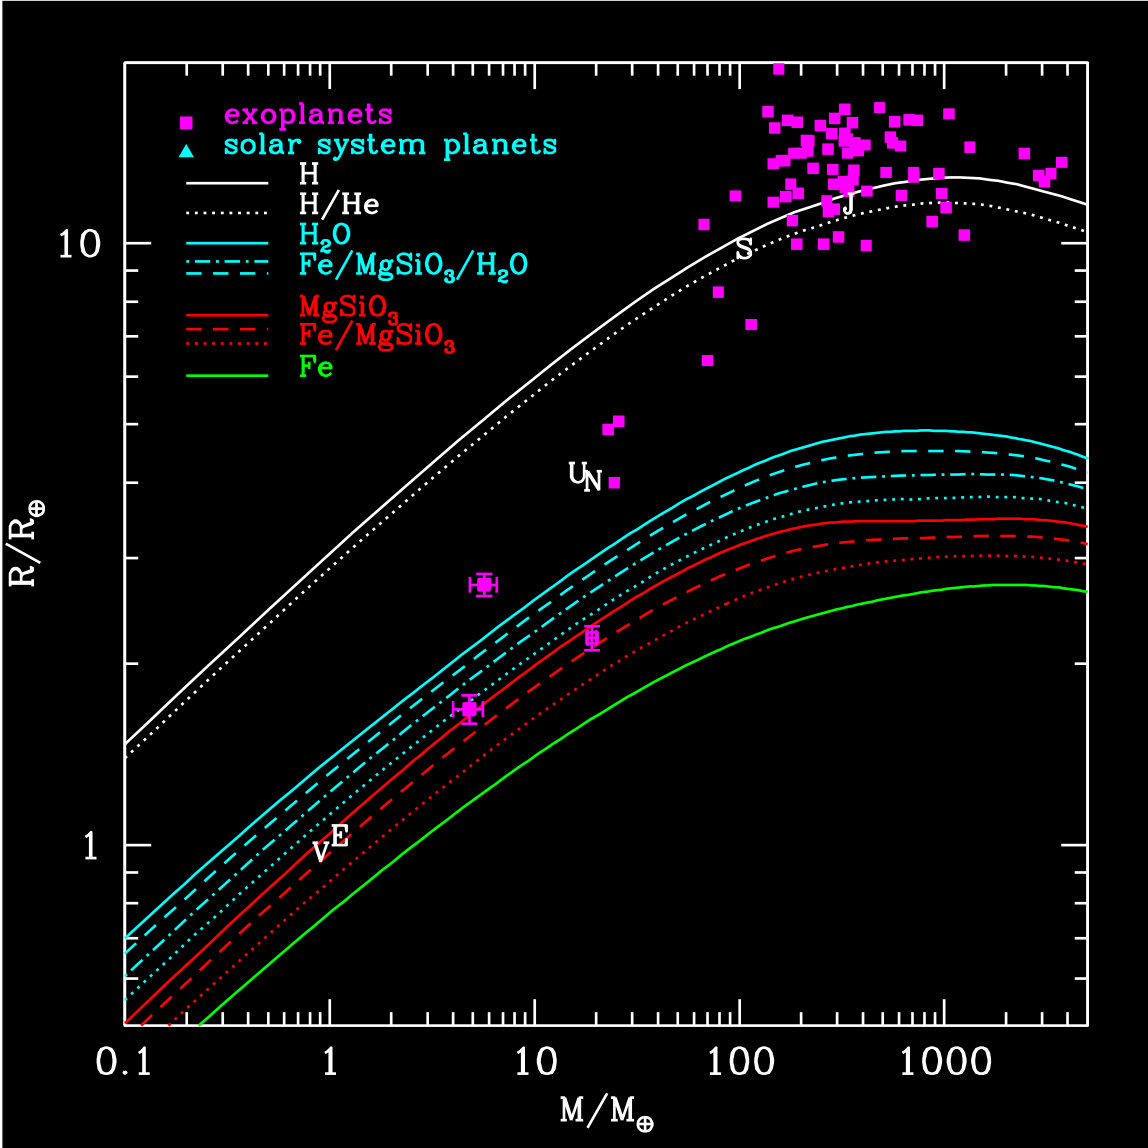 exoplanets
solar system planets
H
H/He
H₂O
Fe/MgSiO₃/H₂O
MgSiO₃
Fe/MgSiO₃
Fe
J
S
10
U
N
R/R⊕
E
V
1
0.1 1 10 100 1000
M/M⊕